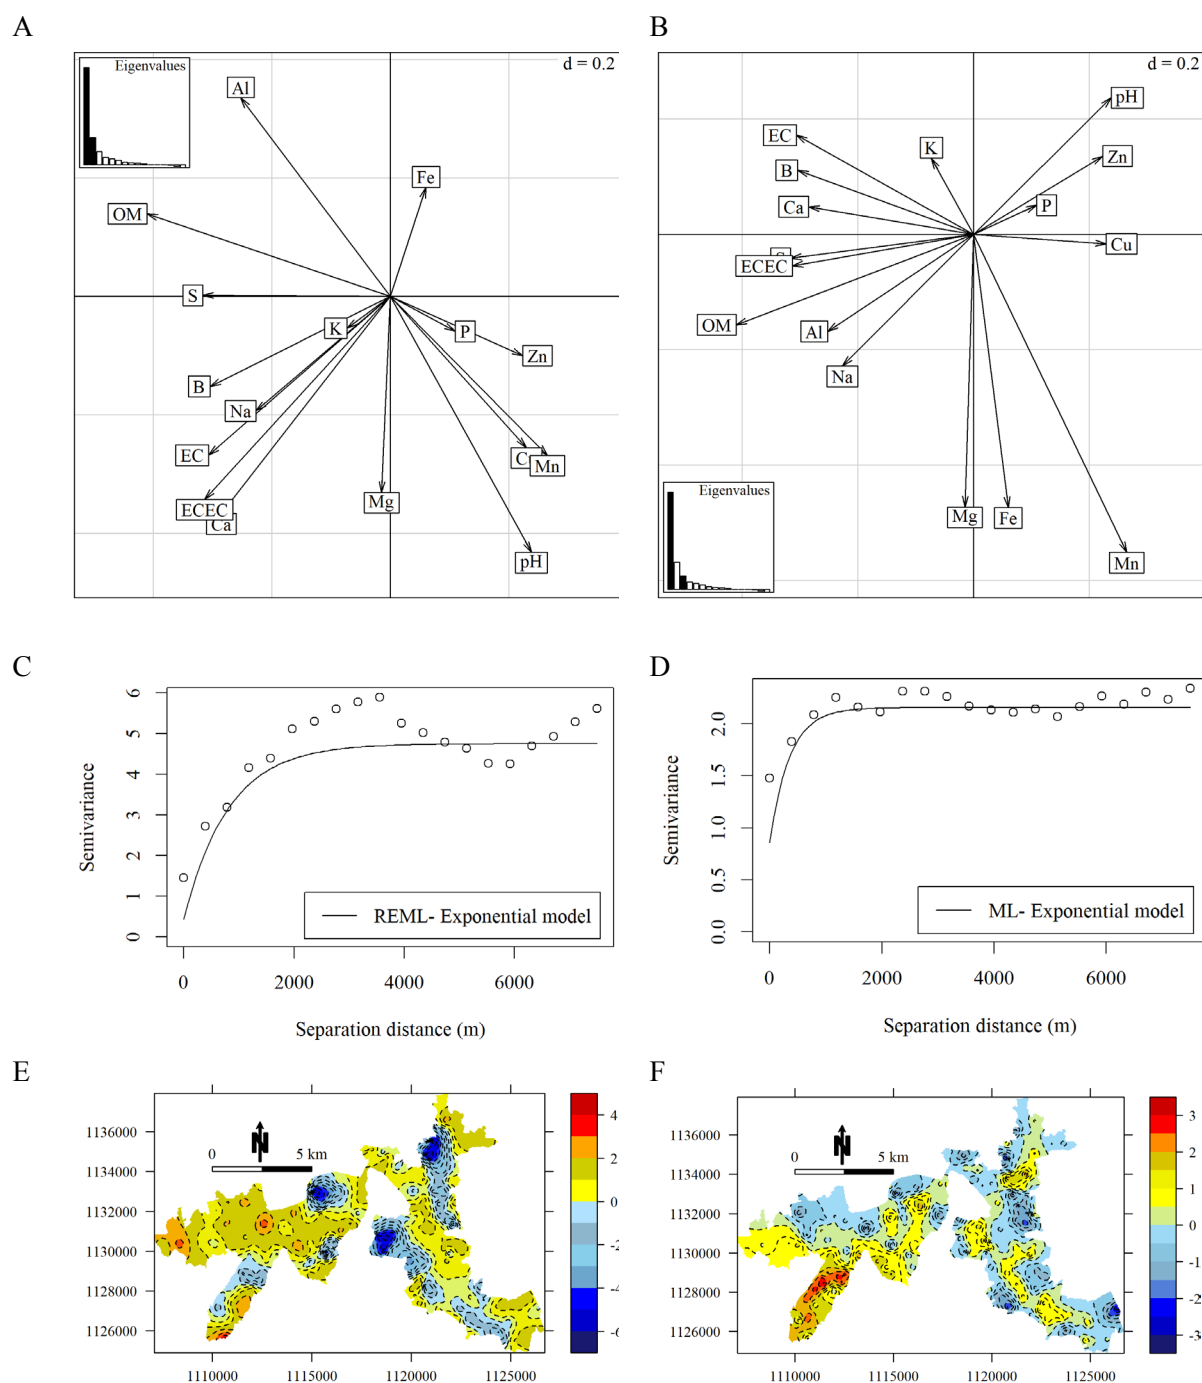 A
B
Eigenvalues
d = 0.2
Al
Fe
OM
S
K
P
Zn
B
Na
EC
C
Mn
ECEC
Ca
Mg
pH
d = 0.2
pH
EC
K
Zn
B
Ca
P
Cu
ECEC
OM
Al
Na
Eigenvalues
Mg
Fe
Mn
C
D
Semivariance
6
5
4
3
2
1
0
REML- Exponential model
0 2000 4000 6000
Separation distance (m)
Semivariance
2.0
1.5
1.0
0.5
0.0
ML- Exponential model
0 2000 4000 6000
Separation distance (m)
E
F
1136000
1134000
1132000
1130000
1128000
1126000
N
0 5 km
1110000 1115000 1120000 1125000
4
2
0
-2
-4
-6
1136000
1134000
1132000
1130000
1128000
1126000
N
0 5 km
1110000 1115000 1120000 1125000
3
2
1
0
-1
-2
-3